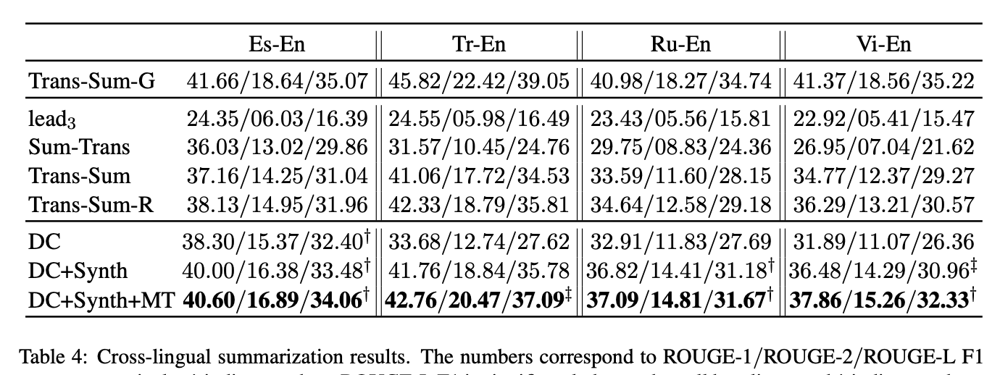 Es-En Tr-En Ru-En Vi-En
Trans-Sum-G 41.66/18.64/35.07 45.82/22.42/39.05 40.98/18.27/34.74 41.37/18.56/35.22
lead₃ 24.35/06.03/16.39 24.55/05.98/16.49 23.43/05.56/15.81 22.92/05.41/15.47
Sum-Trans 36.03/13.02/29.86 31.57/10.45/24.76 29.75/08.83/24.36 26.95/07.04/21.62
Trans-Sum 37.16/14.25/31.04 41.06/17.72/34.53 33.59/11.60/28.15 34.77/12.37/29.27
Trans-Sum-R 38.13/14.95/31.96 42.33/18.79/35.81 34.64/12.58/29.18 36.29/13.21/30.57
DC 38.30/15.37/32.40† 33.68/12.74/27.62 32.91/11.83/27.69 31.89/11.07/26.36
DC+Synth 40.00/16.38/33.48† 41.76/18.84/35.78 36.82/14.41/31.18† 36.48/14.29/30.96‡
DC+Synth+MT 40.60/16.89/34.06† 42.76/20.47/37.09‡ 37.09/14.81/31.67† 37.86/15.26/32.33†
Table 4: Cross-lingual summarization results. The numbers correspond to ROUGE-1/ROUGE-2/ROUGE-L F1